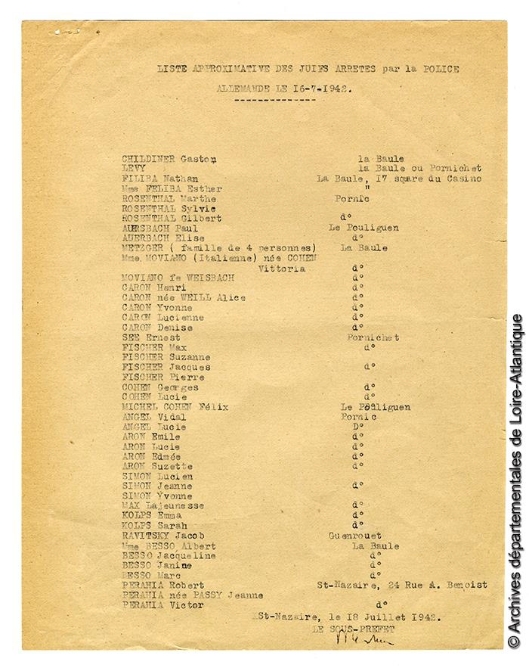 LISTE APPROXIMATIVE DES JUIFS ARRETES par la POLICE
ALLEMANDE LE 16-7-1942.
CHILDINER Gaston la Baule
LEVY la Baule ou Pornichet
FILIBA Nathan La Baule, 17 square du Casino
Mme FELIBA Esther "
ROSENTHAL Marthe Pornic
ROSENTHAL Sylvie
ROSENTHAL Gilbert d°
AUERSBACH Paul Le Pouliguen
AUERBACH Elise d°
METZGER ( famille de 4 personnes) La Baule
Mme MOVIANO (Italienne) née COHEN
Vittoria d°
MOVIANO fe WEISBACH d°
CARON Henri d°
CARON née WEILL Alice d°
CARON Yvonne d°
CARON Lucienne d°
CARON Denise d°
SEE Ernest Pornichet
FISCHER Max d°
FISCHER Suzanne
FISCHER Jacques d°
FISCHER Pierre
COHEN Georges d°
COHEN Lucie d°
MICHEL COHEN Félix Le Pouliguen
ANGEL Vidal Pornic
ANGEL Lucie D°
ARON Emile d°
ARON Lucie d°
ARON Edmée d°
ARON Suzette d°
SIMON Lucien
SIMON Jeanne d°
SIMON Yvonne
MAX Lajeunesse d°
KOLPS Emma d°
KOLPS Sarah d°
RAVITSKY Jacob Guenrouet
Mme BESSO Albert La Baule
BESSO Jacqueline d°
BESSO Janine d°
BESSO Marc d°
PERAHIA Robert St-Nazaire, 24 Rue A. Benoist
PERAHIA née PASSY Jeanne
PERAHIA Victor d°
St-Nazaire, le 18 Juillet 1942.
LE SOUS-PREFET
© Archives départementales de Loire-Atlantique